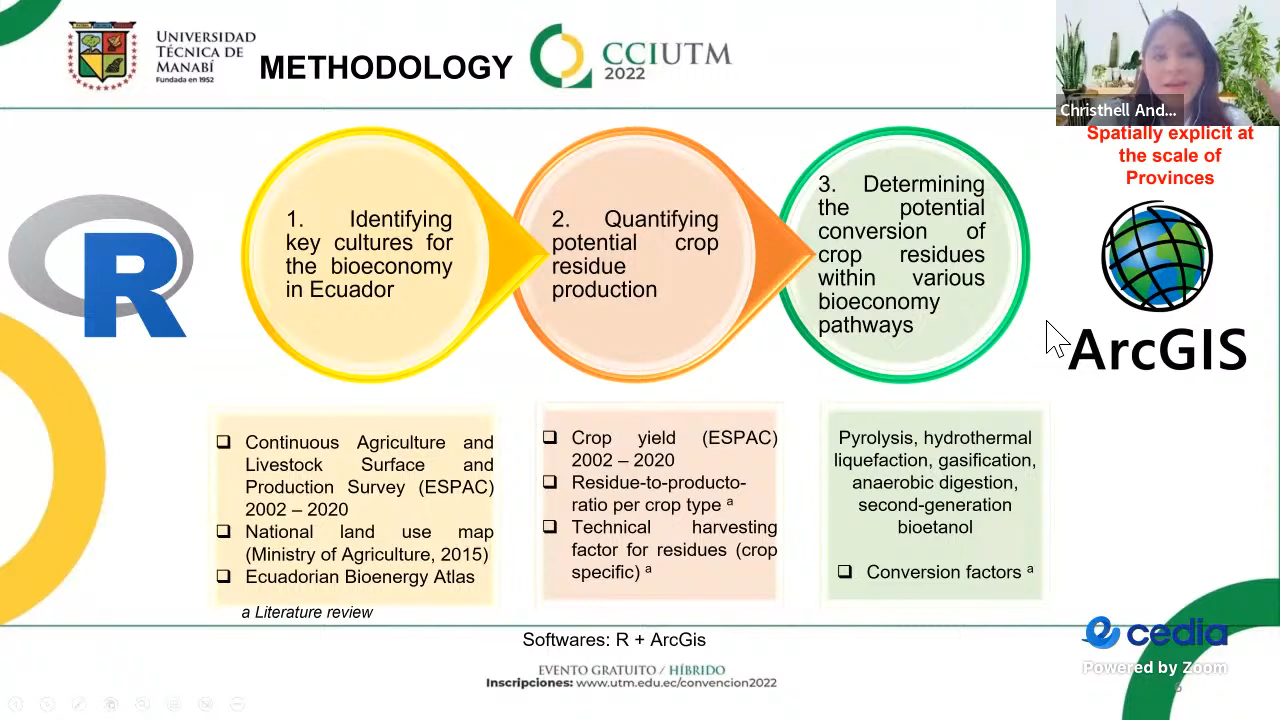 UNIVERSIDAD
TÉCNICA DE
MANABÍ
Fundada en 1952
METHODOLOGY
CCIUTM
2022
Christhell And...
Spatially explicit at
the scale of
Provinces
R
1. Identifying
key cultures for
the bioeconomy
in Ecuador
2. Quantifying
potential crop
residue
production
3. Determining
the potential
conversion of
crop residues
within various
bioeconomy
pathways
ArcGIS
Continuous Agriculture and
Livestock Surface and
Production Survey (ESPAC)
2002 – 2020
National land use map
(Ministry of Agriculture, 2015)
Ecuadorian Bioenergy Atlas
Crop yield (ESPAC)
2002 – 2020
Residue-to-producto-
ratio per crop type ª
Technical harvesting
factor for residues (crop
specific) ª
Pyrolysis, hydrothermal
liquefaction, gasification,
anaerobic digestion,
second-generation
bioetanol
Conversion factors ª
a Literature review
Softwares: R + ArcGis
EVENTO GRATUITO / HÍBRIDO
Inscripciones: www.utm.edu.ec/convencion2022
cedia
Powered by Zoom
6